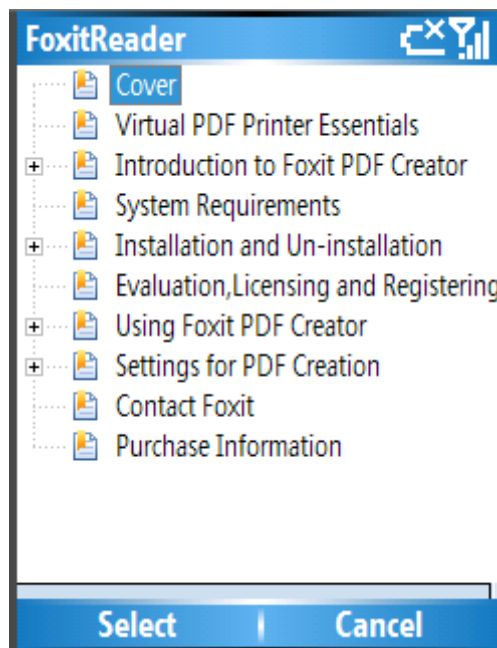 FoxitReader
Cover
Virtual PDF Printer Essentials
Introduction to Foxit PDF Creator
System Requirements
Installation and Un-installation
Evaluation,Licensing and Registering
Using Foxit PDF Creator
Settings for PDF Creation
Contact Foxit
Purchase Information
Select Cancel